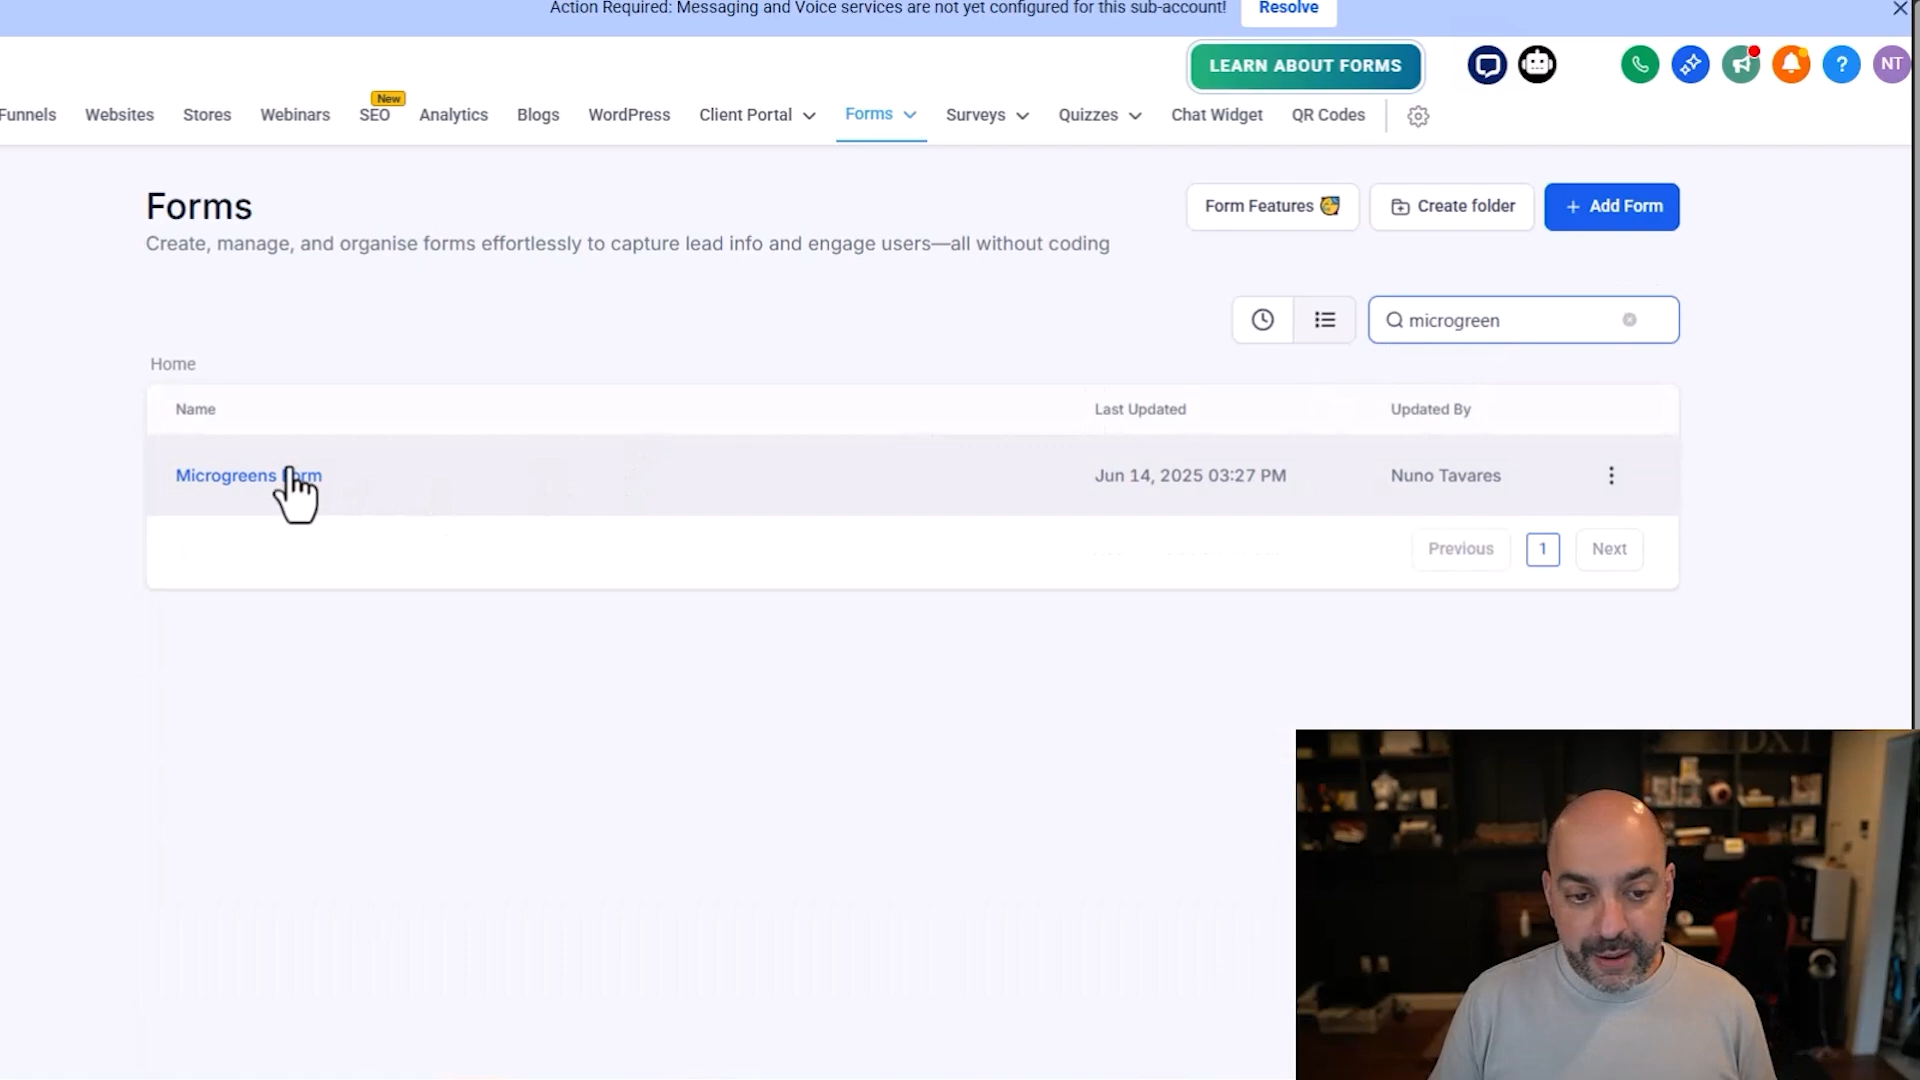 Action Required: Messaging and Voice services are not yet configured for this sub-account! Resolve
LEARN ABOUT FORMS
NT
Funnels Websites Stores Webinars SEO New Analytics Blogs WordPress Client Portal Forms Surveys Quizzes Chat Widget QR Codes
Forms
Form Features Create folder + Add Form
Create, manage, and organise forms effortlessly to capture lead info and engage users—all without coding
microgreen
Home
Name Last Updated Updated By
Microgreens Form Jun 14, 2025 03:27 PM Nuno Tavares
Previous 1 Next